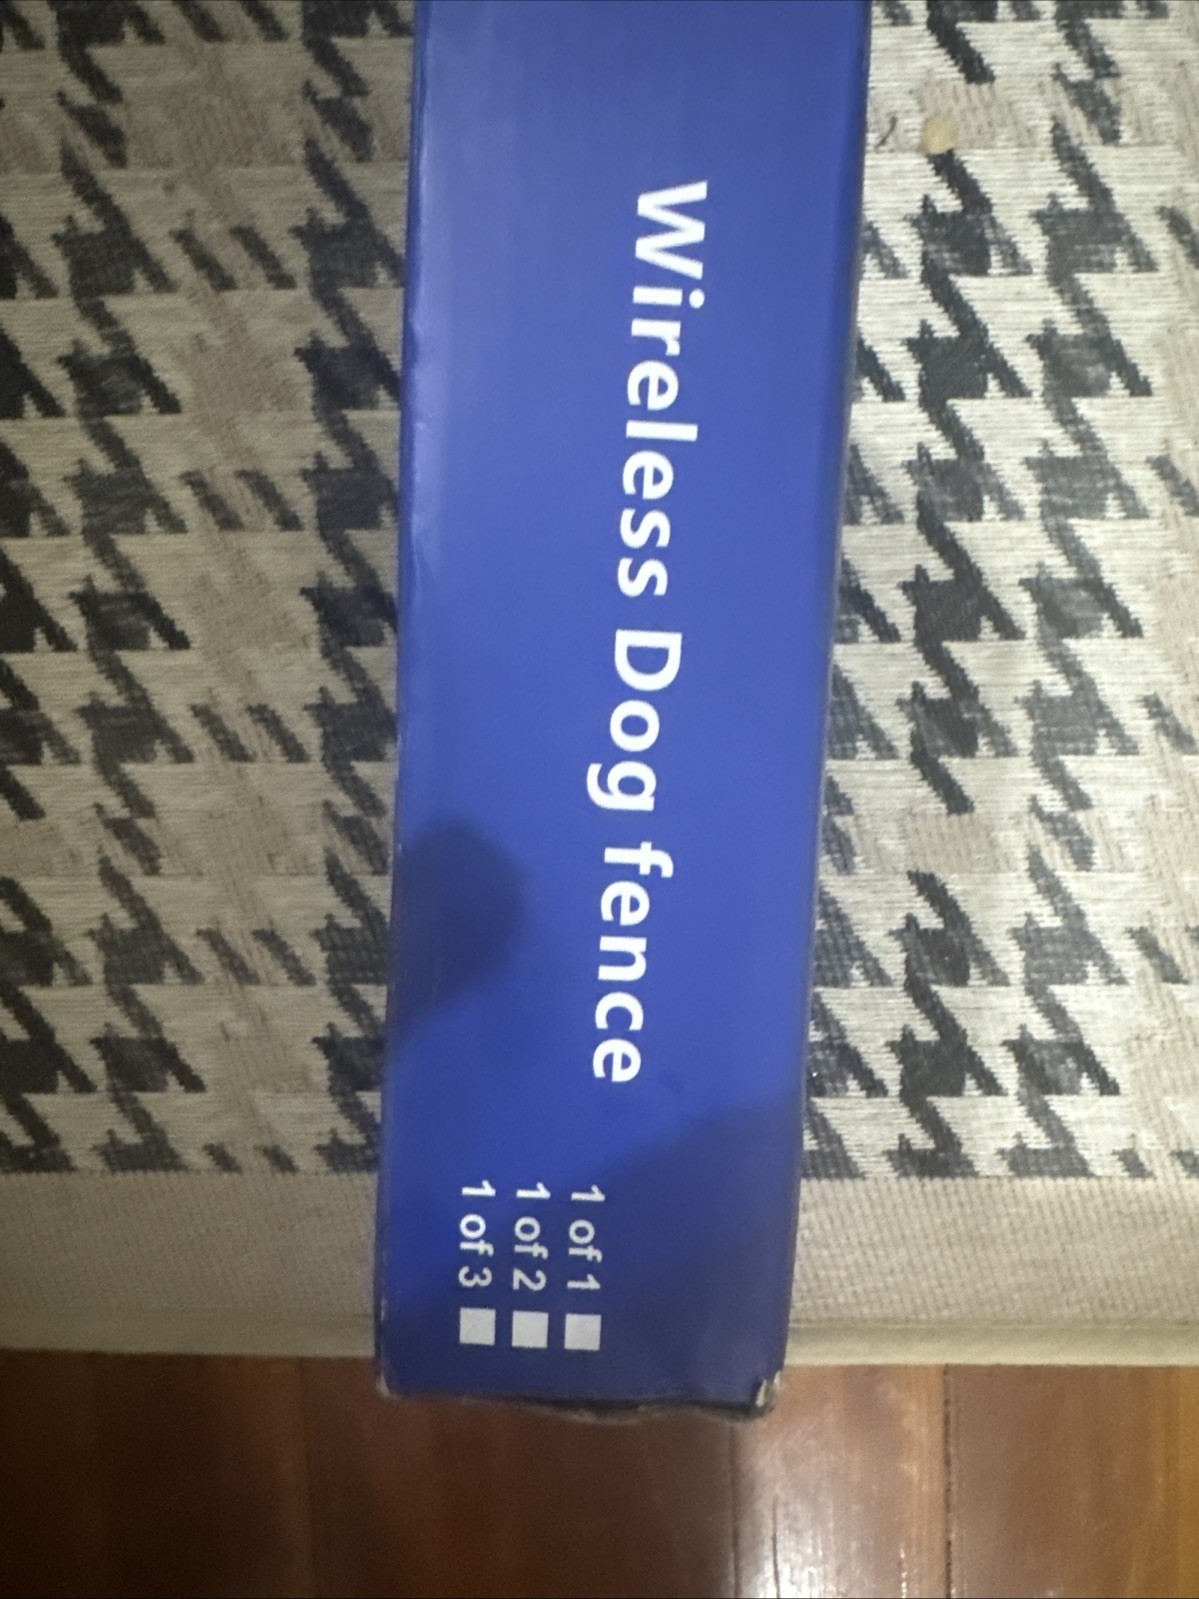 Wireless Dog fence
1 of 1
1 of 2
1 of 3